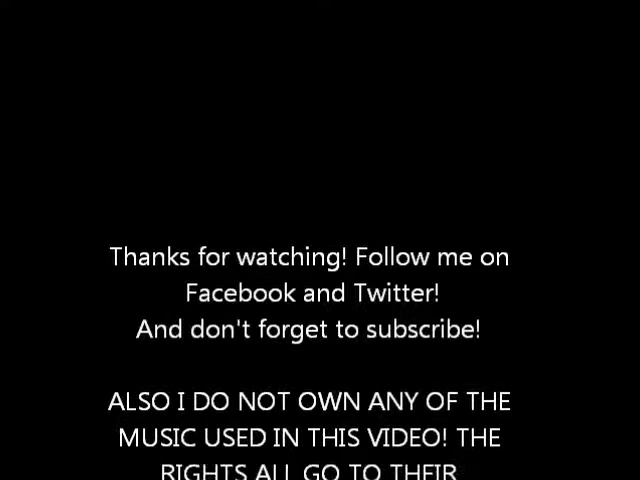 Thanks for watching! Follow me on
Facebook and Twitter!
And don't forget to subscribe!
ALSO I DO NOT OWN ANY OF THE
MUSIC USED IN THIS VIDEO! THE
RIGHTS ALL GO TO THEIR